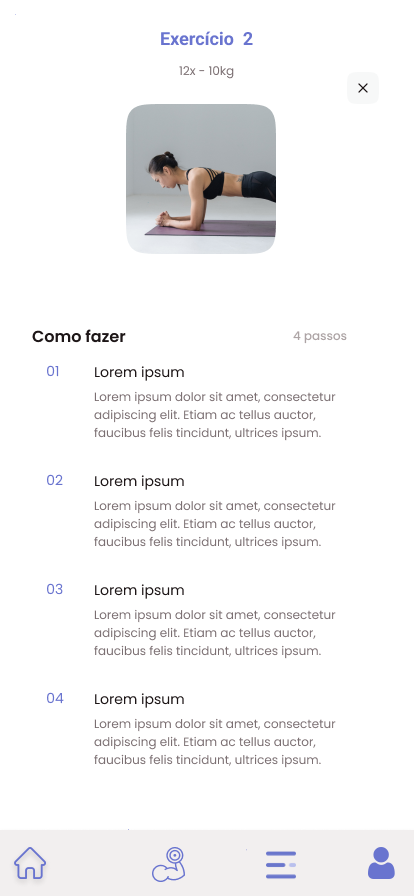 Exercício 2
12x - 10kg
Como fazer
4 passos
01
Lorem ipsum
Lorem ipsum dolor sit amet, consectetur
adipiscing elit. Etiam ac tellus auctor,
faucibus felis tincidunt, ultrices ipsum.
02
Lorem ipsum
Lorem ipsum dolor sit amet, consectetur
adipiscing elit. Etiam ac tellus auctor,
faucibus felis tincidunt, ultrices ipsum.
03
Lorem ipsum
Lorem ipsum dolor sit amet, consectetur
adipiscing elit. Etiam ac tellus auctor,
faucibus felis tincidunt, ultrices ipsum.
04
Lorem ipsum
Lorem ipsum dolor sit amet, consectetur
adipiscing elit. Etiam ac tellus auctor,
faucibus felis tincidunt, ultrices ipsum.